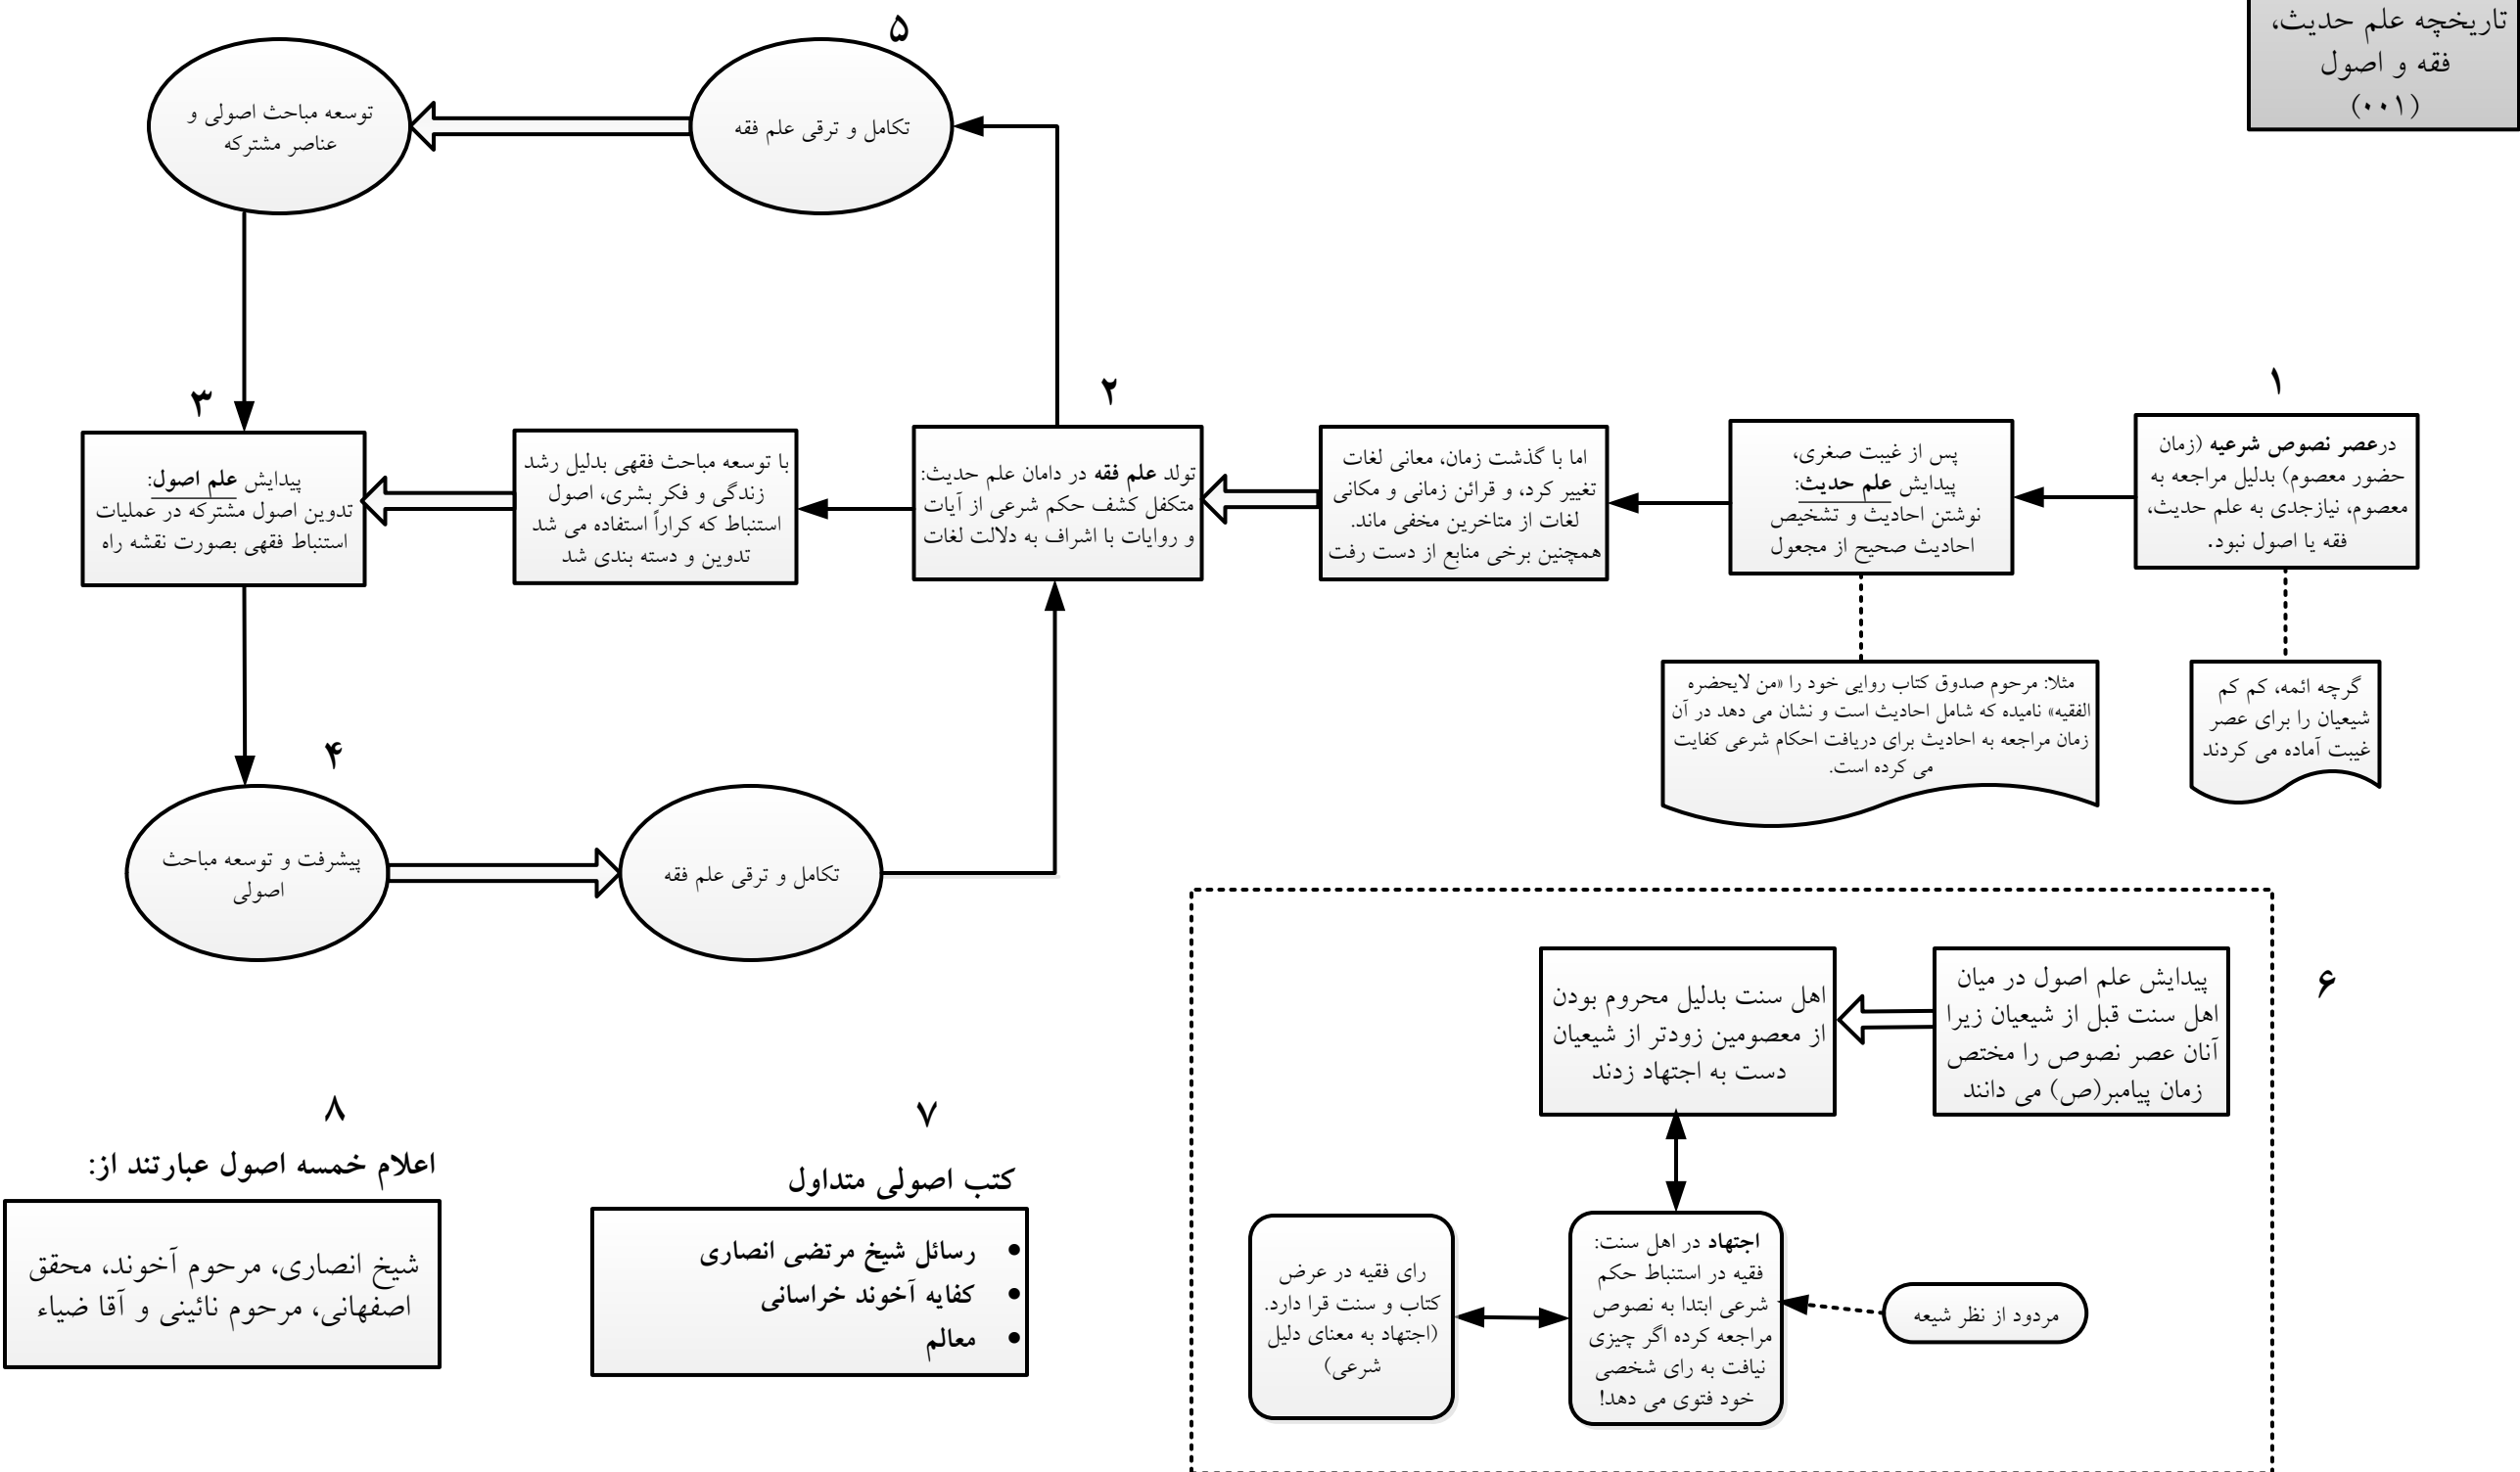 تاریخچه علم حدیث،
فقه و اصول
(۰۰۱)
۱
درعصر نصوص شرعیه (زمان
حضور معصوم) بدلیل مراجعه به
معصوم، نیازجدی به علم حدیث،
فقه یا اصول نبود.
گرچه ائمه، کم کم
شیعیان را برای عصر
غیبت آماده می کردند
پس از غیبت صغری،
پیدایش علم حدیث:
نوشتن احادیث و تشخیص
احادیث صحیح از مجعول
مثلا: مرحوم صدوق کتاب روایی خود را «من لایحضره
الفقیه» نامیده که شامل احادیث است و نشان می دهد در آن
زمان مراجعه به احادیث برای دریافت احکام شرعی کفایت
می کرده است.
اما با گذشت زمان، معانی لغات
تغییر کرد، و قرائن زمانی و مکانی
لغات از متاخرین مخفی ماند.
همچنین برخی منابع از دست رفت
۲
تولد علم فقه در دامان علم حدیث:
متکفل کشف حکم شرعی از آیات
و روایات با اشراف به دلالت لغات
با توسعه مباحث فقهی بدلیل رشد
زندگی و فکر بشری، اصول
استنباط که کراراً استفاده می شد
تدوین و دسته بندی شد
۳
پیدایش علم اصول:
تدوین اصول مشترکه در عملیات
استنباط فقهی بصورت نقشه راه
۴
پیشرفت و توسعه مباحث
اصولی
تکامل و ترقی علم فقه
۵
تکامل و ترقی علم فقه
توسعه مباحث اصولی و
عناصر مشترکه
۶
پیدایش علم اصول در میان
اهل سنت قبل از شیعیان زیرا
آنان عصر نصوص را مختص
زمان پیامبر(ص) می دانند
اهل سنت بدلیل محروم بودن
از معصومین زودتر از شیعیان
دست به اجتهاد زدند
اجتهاد در اهل سنت:
فقیه در استنباط حکم
شرعی ابتدا به نصوص
مراجعه کرده اگر چیزی
نیافت به رای شخصی
خود فتوی می دهد!
مردود از نظر شیعه
رای فقیه در عرض
کتاب و سنت قرا دارد.
(اجتهاد به معنای دلیل
شرعی)
۷
کتب اصولی متداول
• رسائل شیخ مرتضی انصاری
• کفایه آخوند خراسانی
• معالم
۸
اعلام خمسه اصول عبارتند از:
شیخ انصاری، مرحوم آخوند، محقق
اصفهانی، مرحوم نائینی و آقا ضیاء